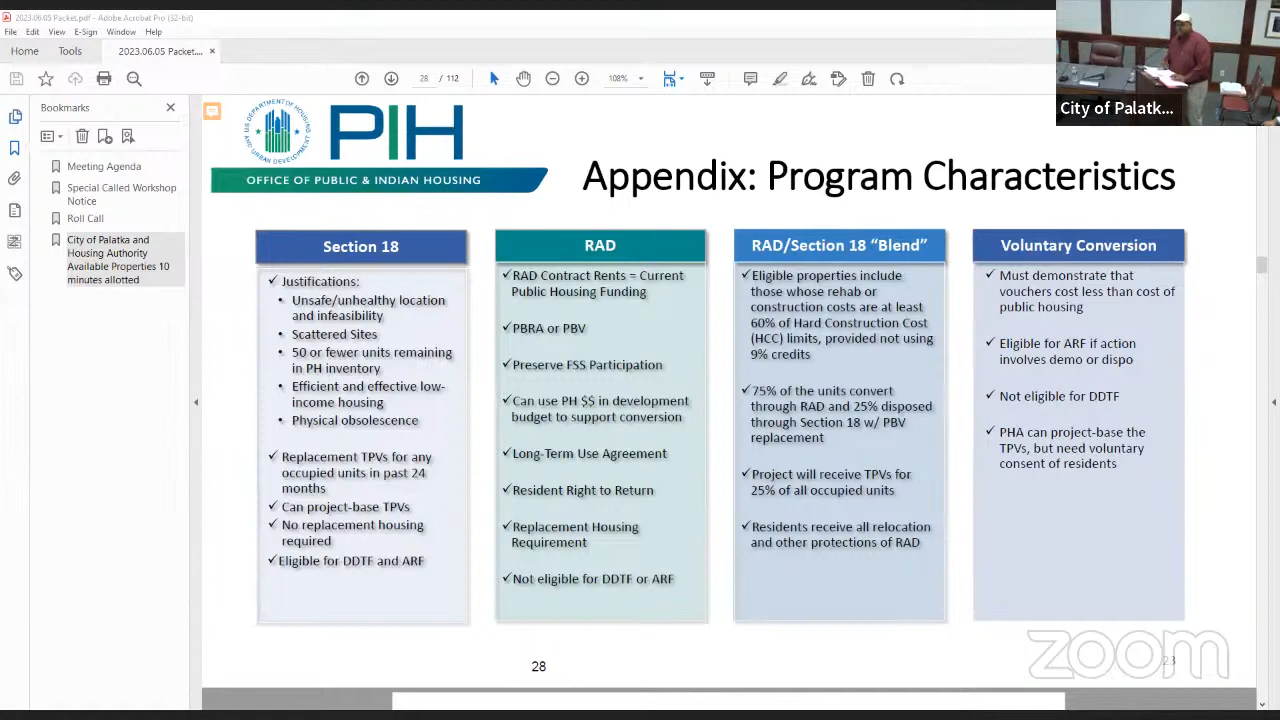 2023.06.05 Packet.pdf - Adobe Acrobat Pro (32-bit)
File Edit View E-Sign Window Help
Home Tools 2023.06.05 Packet.... ×
28 / 112 108%
Bookmarks
Meeting Agenda
Special Called Workshop
Notice
Roll Call
City of Palatka and
Housing Authority
Available Properties 10
minutes allotted
City of Palatk...
U.S. DEPARTMENT OF HOUSING AND URBAN DEVELOPMENT
PIH
OFFICE OF PUBLIC & INDIAN HOUSING
Appendix: Program Characteristics
Section 18
✓ Justifications:
• Unsafe/unhealthy location
and infeasibility
• Scattered Sites
• 50 or fewer units remaining
in PH inventory
• Efficient and effective low-
income housing
• Physical obsolescence
✓ Replacement TPVs for any
occupied units in past 24
months
✓ Can project-base TPVs
✓ No replacement housing
required
✓ Eligible for DDTF and ARF
RAD
✓ RAD Contract Rents = Current
Public Housing Funding
✓ PBRA or PBV
✓ Preserve FSS Participation
✓ Can use PH $$ in development
budget to support conversion
✓ Long-Term Use Agreement
✓ Resident Right to Return
✓ Replacement Housing
Requirement
✓ Not eligible for DDTF or ARF
RAD/Section 18 “Blend”
✓ Eligible properties include
those whose rehab or
construction costs are at least
60% of Hard Construction Cost
(HCC) limits, provided not using
9% credits
✓ 75% of the units convert
through RAD and 25% disposed
through Section 18 w/ PBV
replacement
✓ Project will receive TPVs for
25% of all occupied units
✓ Residents receive all relocation
and other protections of RAD
Voluntary Conversion
✓ Must demonstrate that
vouchers cost less than cost of
public housing
✓ Eligible for ARF if action
involves demo or dispo
✓ Not eligible for DDTF
✓ PHA can project-base the
TPVs, but need voluntary
consent of residents
28
23
zoom